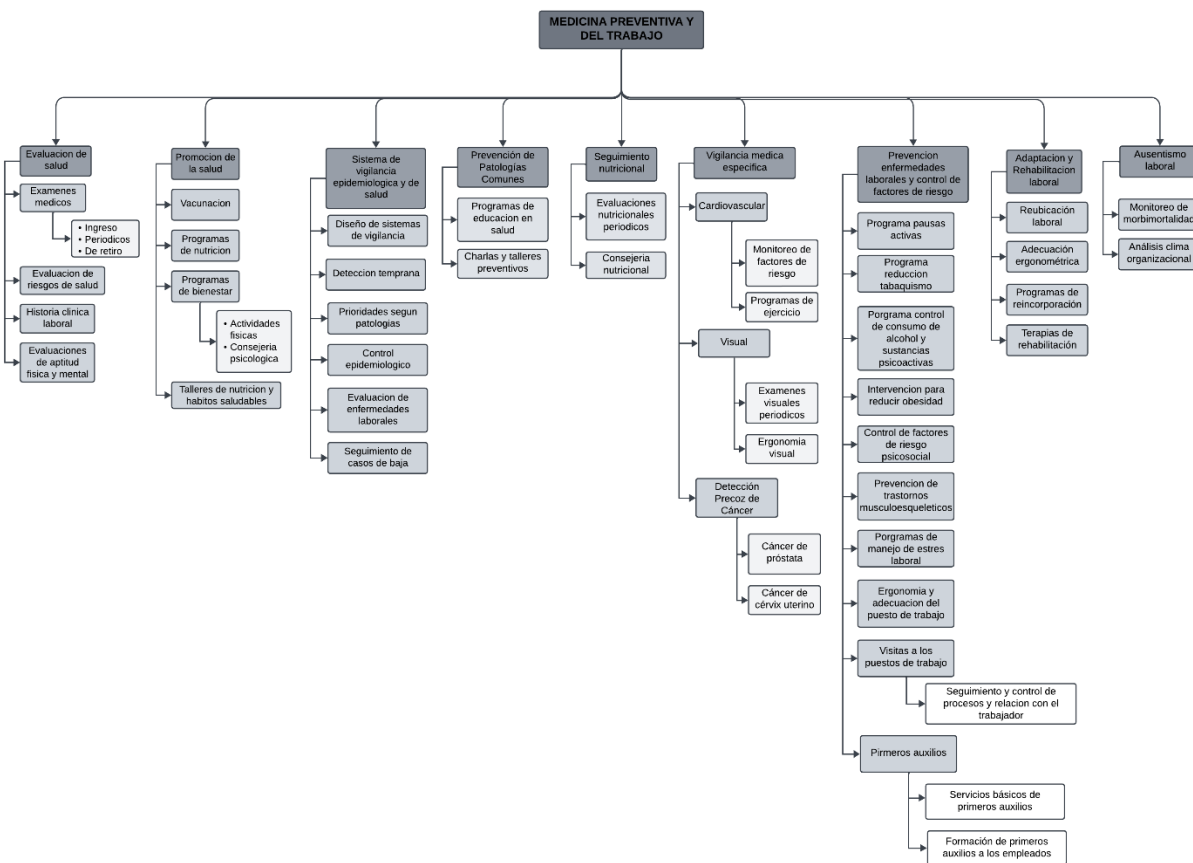 MEDICINA PREVENTIVA Y
DEL TRABAJO
Evaluacion de
salud
Examenes
medicos
• Ingreso
• Periodicos
• De retiro
Evaluacion de
riesgos de salud
Historia clinica
laboral
Evaluaciones
de aptitud
fisica y mental
Promocion de
la salud
Vacunacion
Programas
de nutricion
Programas
de bienestar
• Actividades
fisicas
• Consejeria
psicologica
Talleres de nutricion y
habitos saludables
Sistema de
vigilancia
epidemiologica y de
salud
Diseño de sistemas
de vigilancia
Deteccion temprana
Prioridades segun
patologias
Control
epidemiologico
Evaluacion de
enfermedades
laborales
Seguimiento de
casos de baja
Prevención de
Patologías
Comunes
Programas de
educacion en
salud
Charlas y talleres
preventivos
Seguimiento
nutricional
Evaluaciones
nutricionales
periodicos
Consejeria
nutricional
Vigilancia medica
especifica
Cardiovascular
Monitoreo de
factores de
riesgo
Programas de
ejercicio
Visual
Examenes
visuales
periodicos
Ergonomia
visual
Detección
Precoz de
Cáncer
Cáncer de
próstata
Cáncer de
cérvix uterino
Prevencion
enfermedades
laborales y control de
factores de riesgo
Programa pausas
activas
Programa
reduccion
tabaquismo
Porgrama control
de consumo de
alcohol y
sustancias
psicoactivas
Intervencion para
reducir obesidad
Control de factores
de riesgo
psicosocial
Prevencion de
trastornos
musculoesqueleticos
Porgramas de
manejo de estres
laboral
Ergonomia y
adecuacion del
puesto de trabajo
Visitas a los
puestos de trabajo
Seguimiento y control de
procesos y relacion con el
trabajador
Pirmeros auxilios
Servicios básicos de
primeros auxilios
Formación de primeros
auxilios a los empleados
Adaptacion y
Rehabilitacion
laboral
Reubicación
laboral
Adecuación
ergonométrica
Programas de
reincorporación
Terapias de
rehabilitación
Ausentismo
laboral
Monitoreo de
morbimortalidad
Análisis clima
organizacional